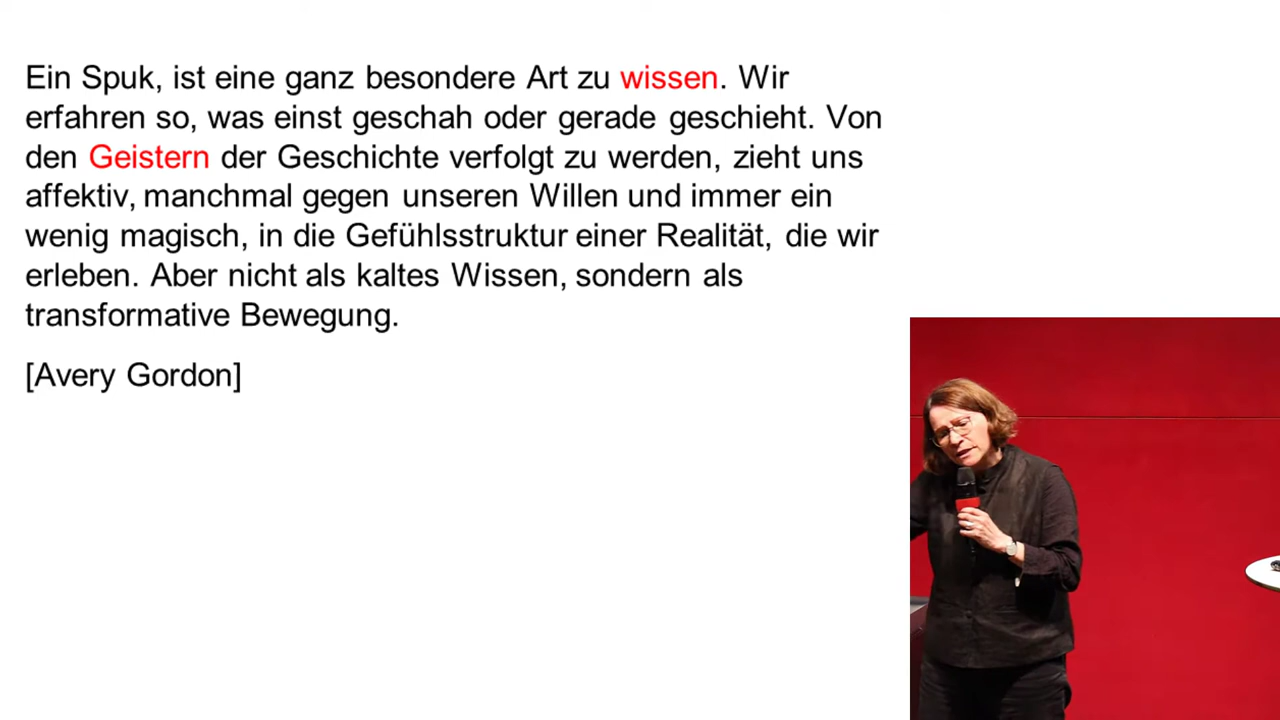 Ein Spuk, ist eine ganz besondere Art zu wissen. Wir
erfahren so, was einst geschah oder gerade geschieht. Von
den Geistern der Geschichte verfolgt zu werden, zieht uns
affektiv, manchmal gegen unseren Willen und immer ein
wenig magisch, in die Gefühlsstruktur einer Realität, die wir
erleben. Aber nicht als kaltes Wissen, sondern als
transformative Bewegung.
[Avery Gordon]